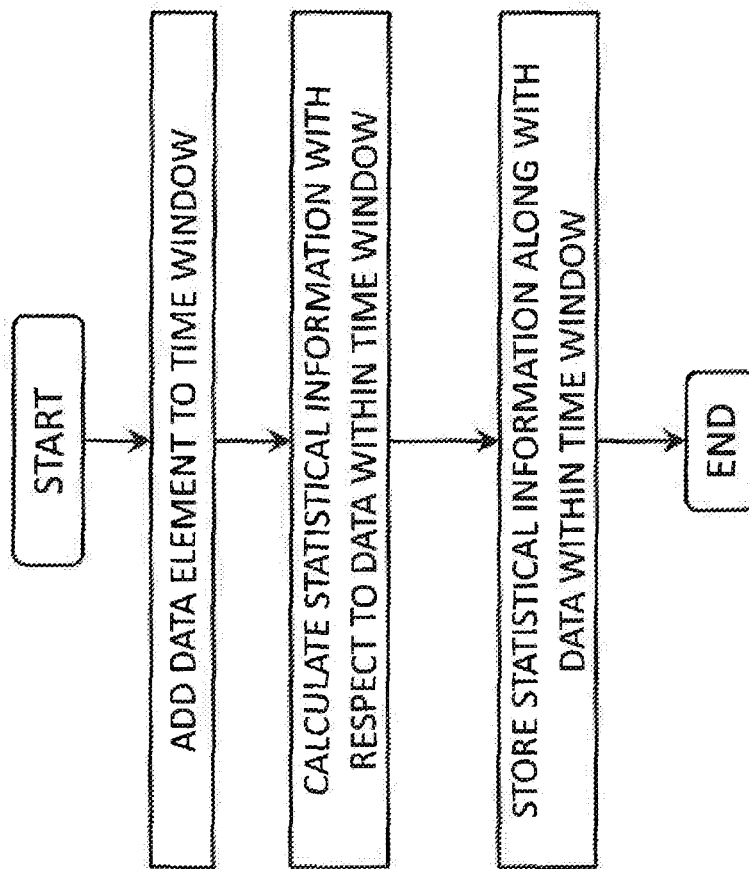 START
ADD DATA ELEMENT TO TIME WINDOW
CALCULATE STATISTICAL INFORMATION WITH
RESPECT TO DATA WITHIN TIME WINDOW
STORE STATISTICAL INFORMATION ALONG WITH
DATA WITHIN TIME WINDOW
END